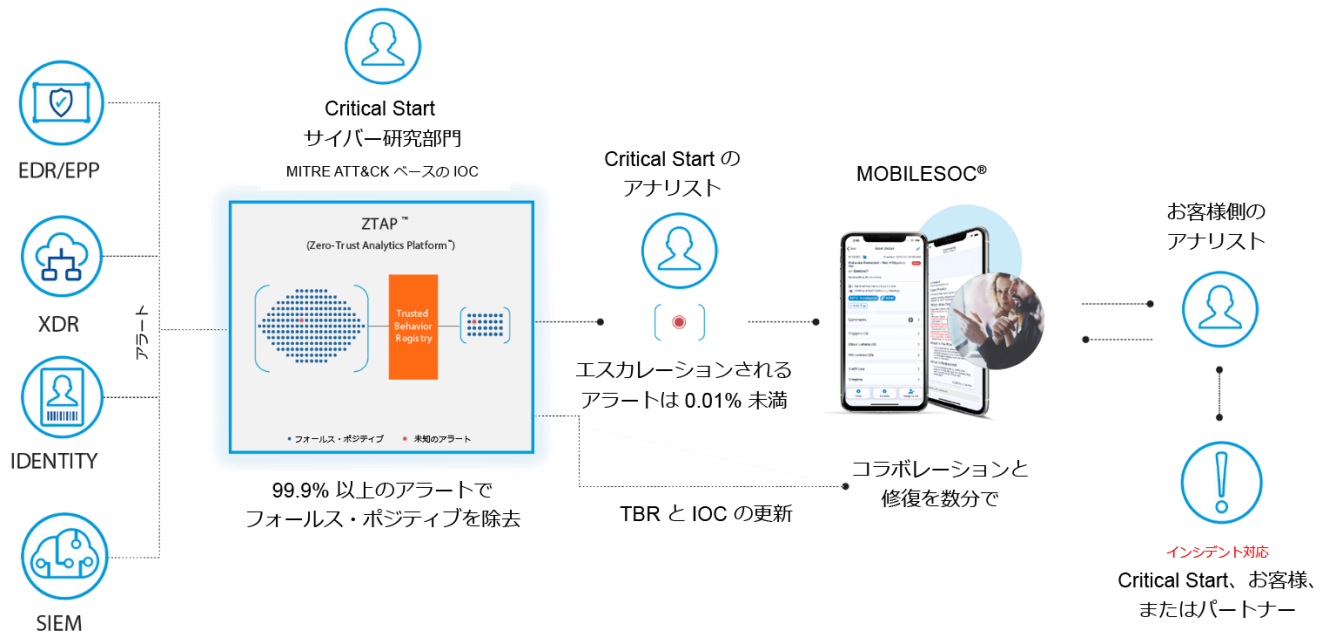 EDR/EPP
XDR
IDENTITY
SIEM
アラート
Critical Start
サイバー研究部門
MITRE ATT&CK ベースの IOC
ZTAP™
(Zero-Trust Analytics Platform™)
Trusted
Behavior
Registry
• フォールス・ポジティブ
• 未知のアラート
99.9% 以上のアラートで
フォールス・ポジティブを除去
Critical Start の
アナリスト
エスカレーションされる
アラートは 0.01% 未満
TBR と IOC の更新
MOBILESOC®
コラボレーションと
修復を数分で
お客様側の
アナリスト
インシデント対応
Critical Start、お客様、
またはパートナー